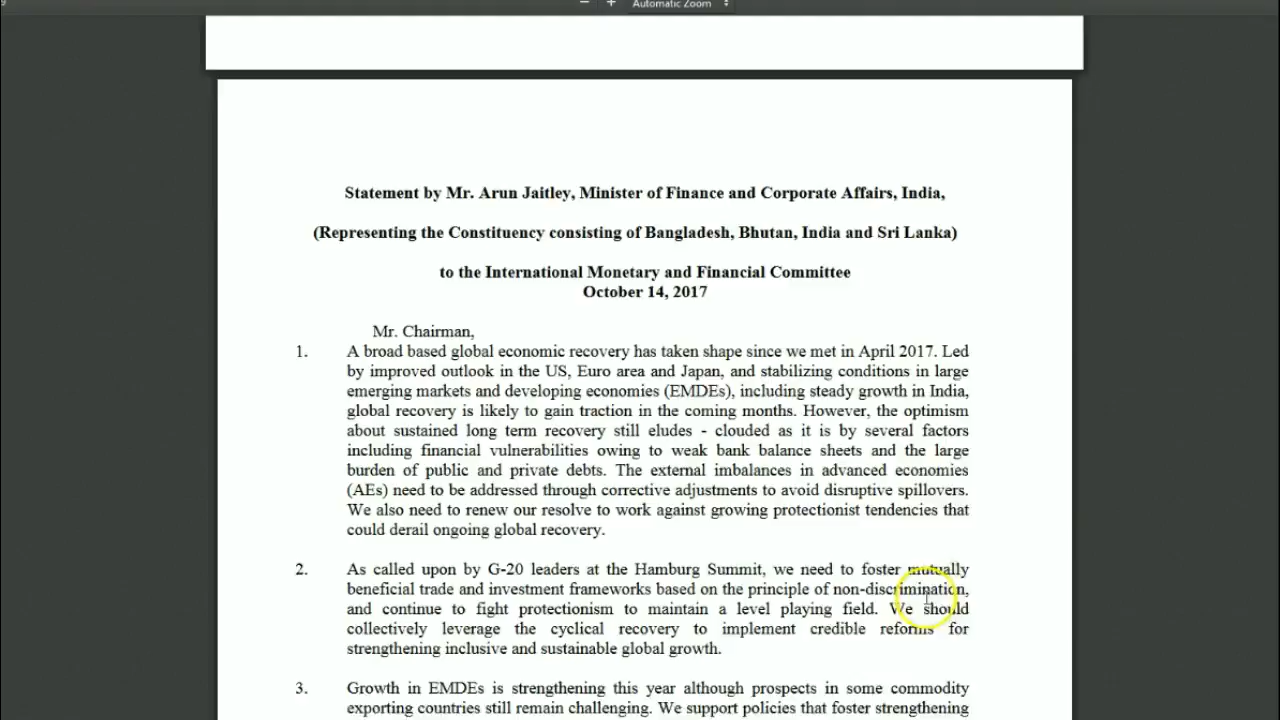 9
− + Automatic Zoom
Statement by Mr. Arun Jaitley, Minister of Finance and Corporate Affairs, India,
(Representing the Constituency consisting of Bangladesh, Bhutan, India and Sri Lanka)
to the International Monetary and Financial Committee
October 14, 2017
Mr. Chairman,
1. A broad based global economic recovery has taken shape since we met in April 2017. Led
by improved outlook in the US, Euro area and Japan, and stabilizing conditions in large
emerging markets and developing economies (EMDEs), including steady growth in India,
global recovery is likely to gain traction in the coming months. However, the optimism
about sustained long term recovery still eludes - clouded as it is by several factors
including financial vulnerabilities owing to weak bank balance sheets and the large
burden of public and private debts. The external imbalances in advanced economies
(AEs) need to be addressed through corrective adjustments to avoid disruptive spillovers.
We also need to renew our resolve to work against growing protectionist tendencies that
could derail ongoing global recovery.
2. As called upon by G-20 leaders at the Hamburg Summit, we need to foster mutually
beneficial trade and investment frameworks based on the principle of non-discrimination,
and continue to fight protectionism to maintain a level playing field. We should
collectively leverage the cyclical recovery to implement credible reforms for
strengthening inclusive and sustainable global growth.
3. Growth in EMDEs is strengthening this year although prospects in some commodity
exporting countries still remain challenging. We support policies that foster strengthening